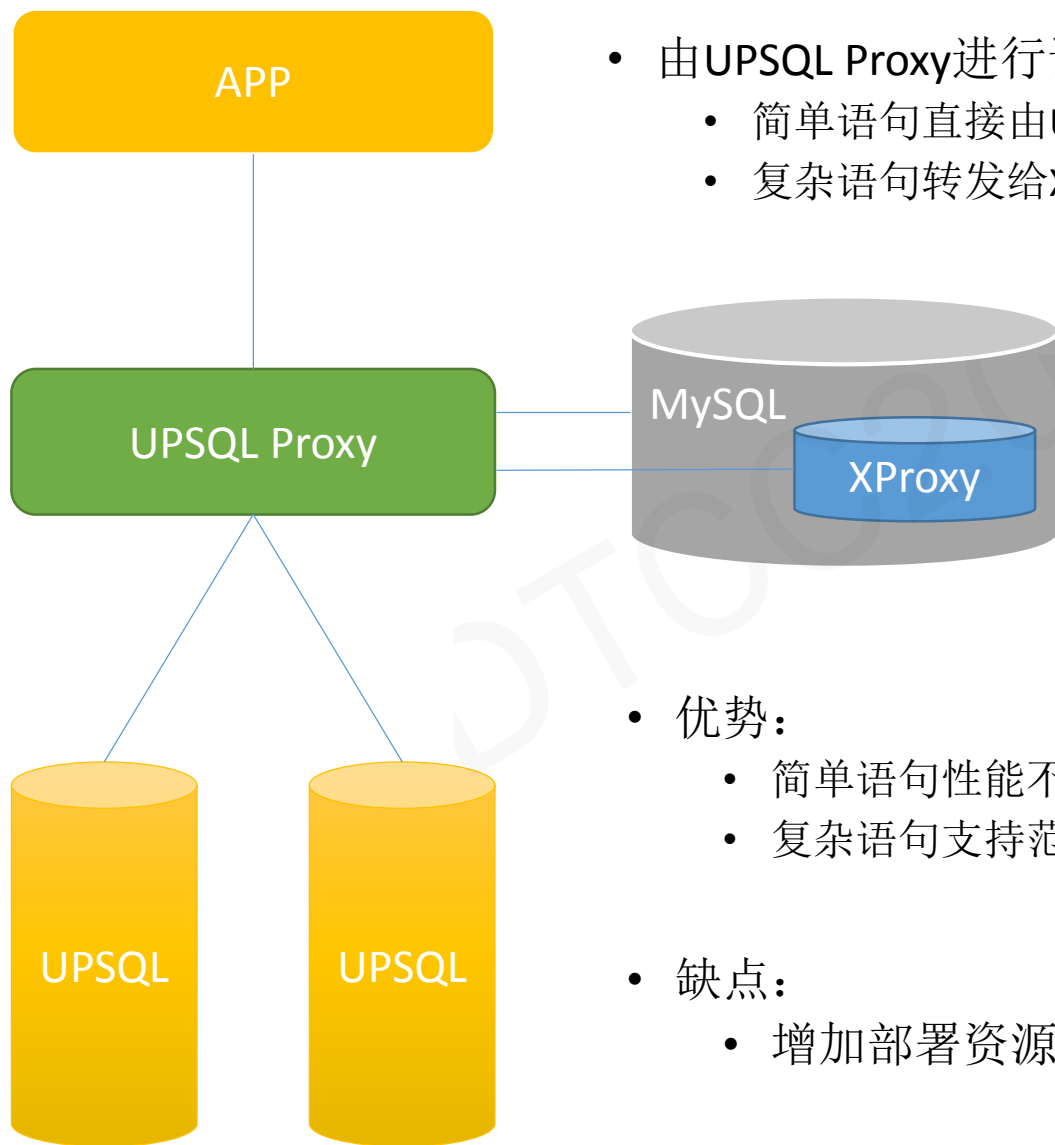 APP
• 由UPSQL Proxy进行
• 简单语句直接由
• 复杂语句转发给
MySQL
UPSQL Proxy
XProxy
• 优势：
• 简单语句性能不
• 复杂语句支持范
UPSQL
UPSQL
• 缺点：
• 增加部署资源